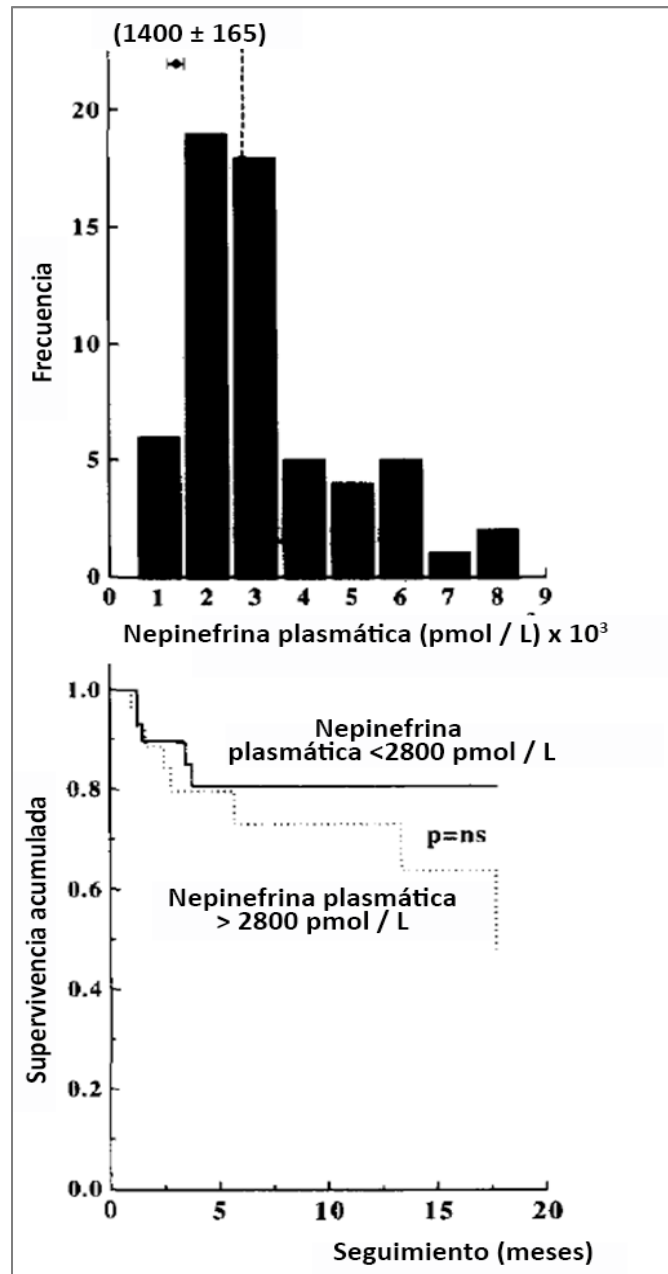 (1400 ± 165)
20
15
10
5
0
Frecuencia
0 1 2 3 4 5 6 7 8 9
Nepinefrina plasmática (pmol / L) x 10³
1.0
0.8
0.6
0.4
0.2
0.0
Supervivencia acumulada
Nepinefrina
plasmática <2800 pmol / L
p=ns
Nepinefrina plasmática
> 2800 pmol / L
0 5 10 15 20
Seguimiento (meses)